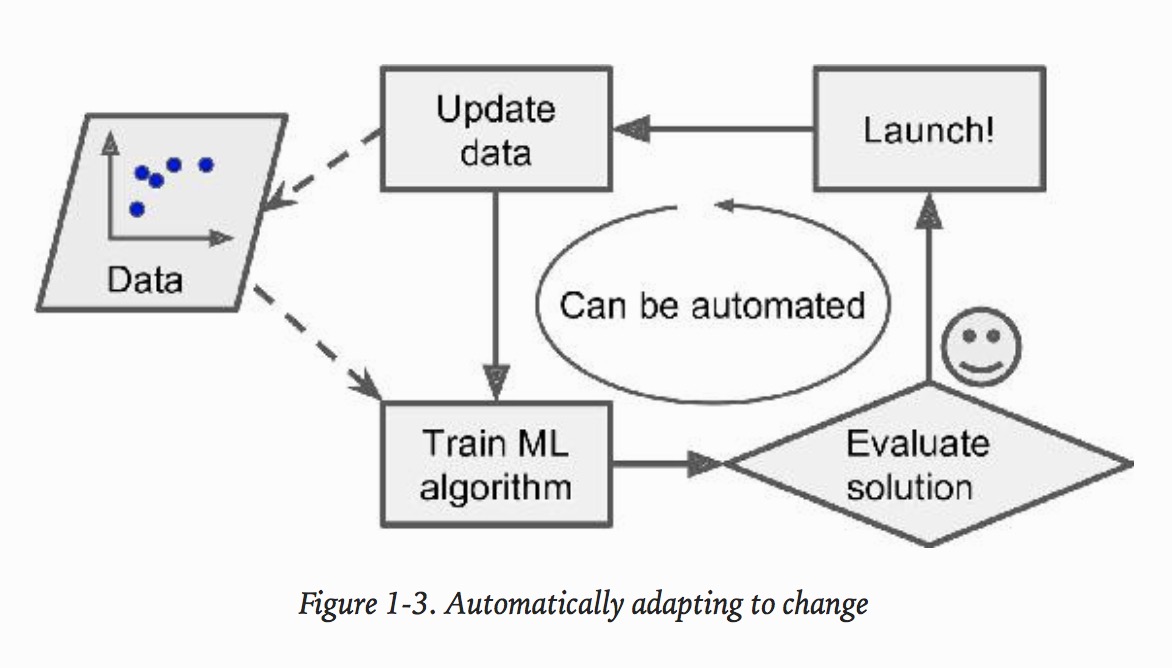 Update
data
Launch!
Data
Can be automated
Train ML
algorithm
Evaluate
solution
Figure 1-3. Automatically adapting to change